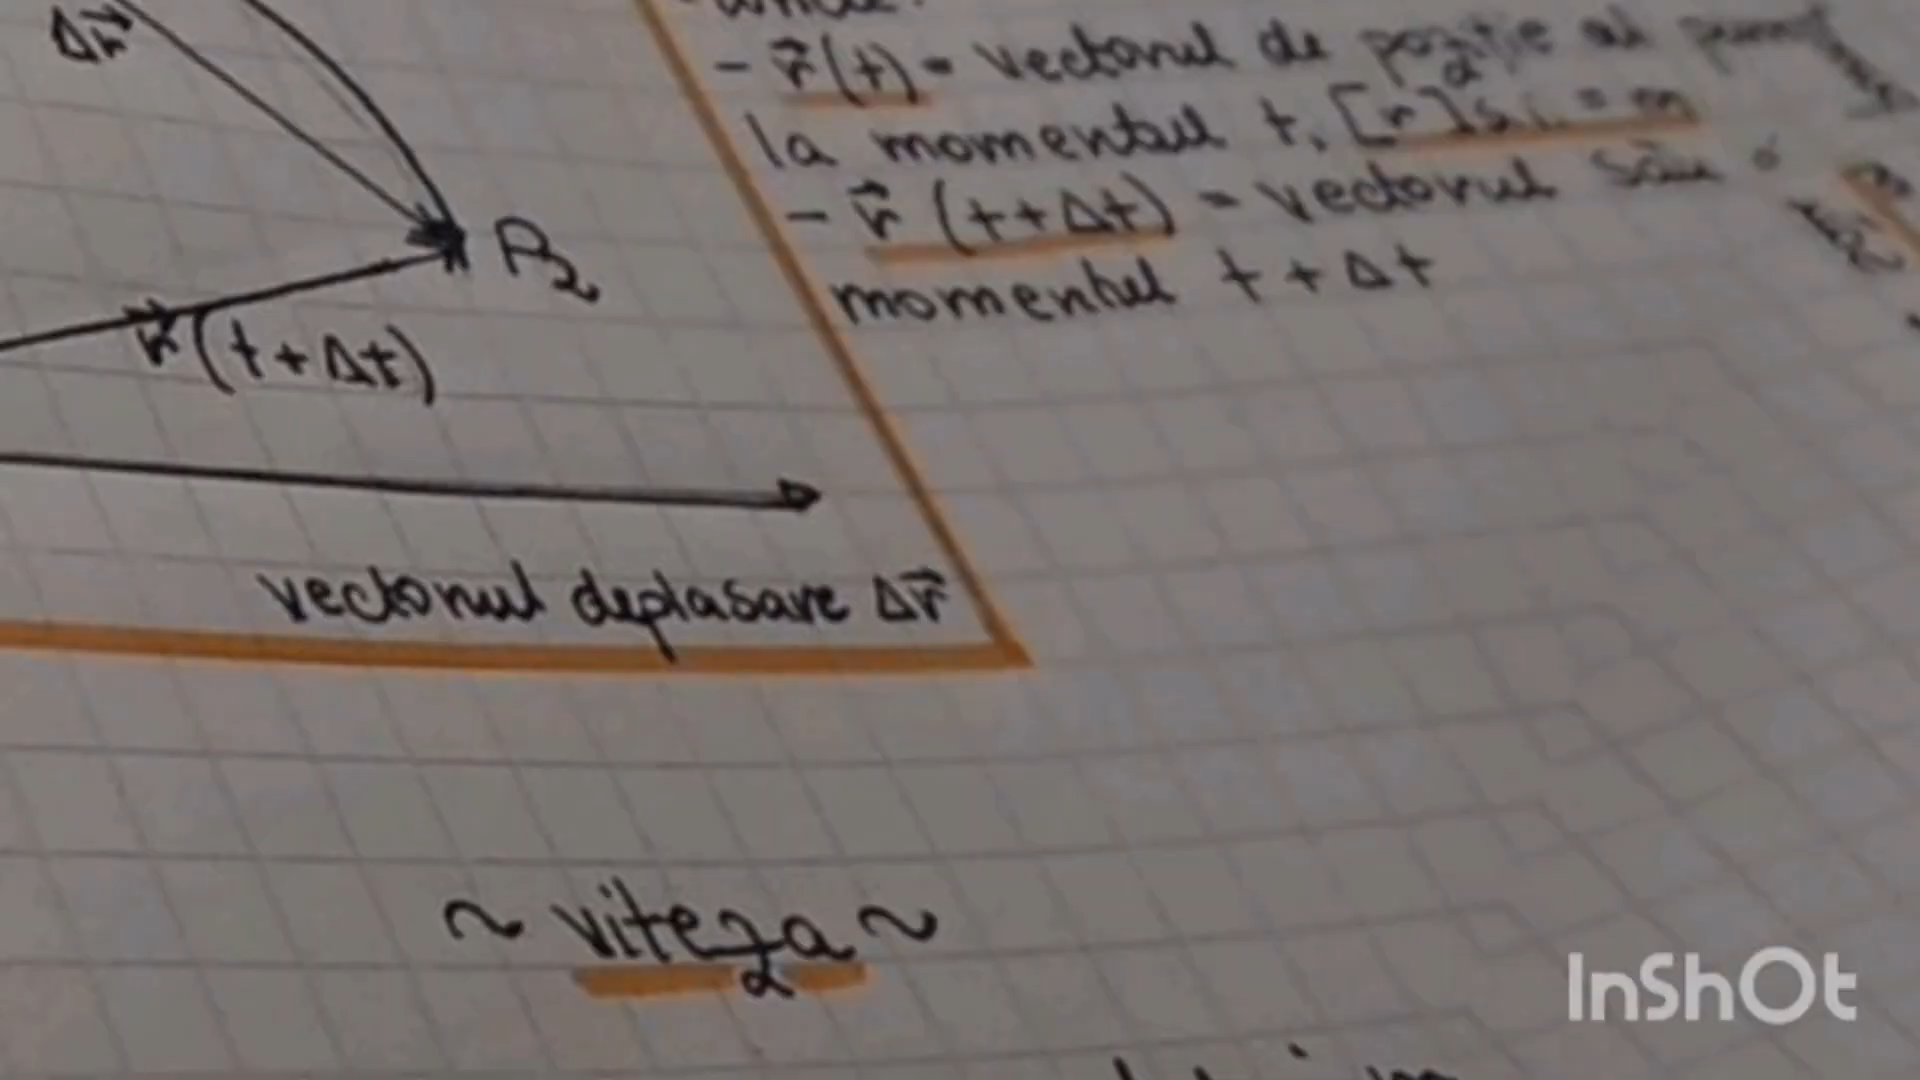 Δr⃗
- r⃗(t) = vectorul de poziție al
la momentul t, [r]S.I. = m
- r⃗ (t+Δt) = vectorul său
momentul t + Δt
P₂
r⃗(t+Δt)
vectorul deplasare Δr⃗
~ viteza ~
InShOt